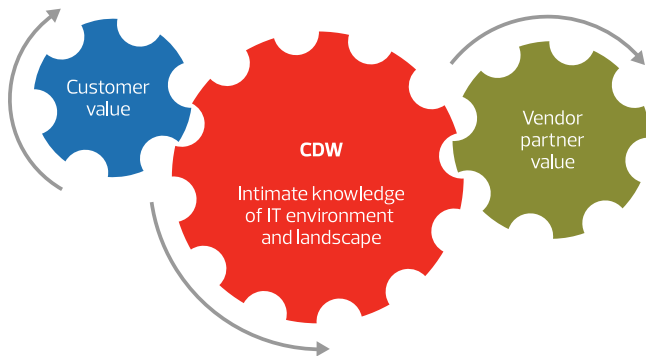 Customer
value
CDW
Intimate knowledge
of IT environment
and landscape
Vendor
partner
value